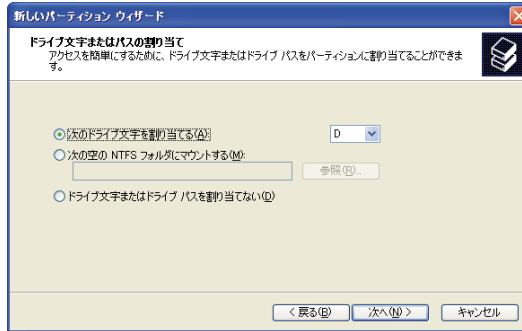 新しいパーティション ウィザード
ドライブ文字またはパスの割り当て
アクセスを簡単にするために、ドライブ文字またはドライブ パスをパーティションに割り当てることができま
す。
次のドライブ文字を割り当てる(A):
D
次の空の NTFS フォルダにマウントする(M):
参照(R)...
ドライブ文字またはドライブ パスを割り当てない(D)
< 戻る(B)
次へ(N) >
キャンセル